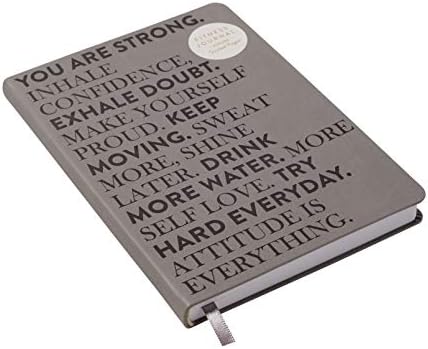 YOU ARE STRONG.
INHALE
CONFIDENCE,
EXHALE DOUBT.
MAKE YOURSELF
PROUD. KEEP
MOVING. SWEAT
MORE, SHINE
LATER. DRINK
MORE WATER. MORE
SELF LOVE. TRY
HARD EVERYDAY.
ATTITUDE IS
EVERYTHING.
FITNESS
JOURNAL